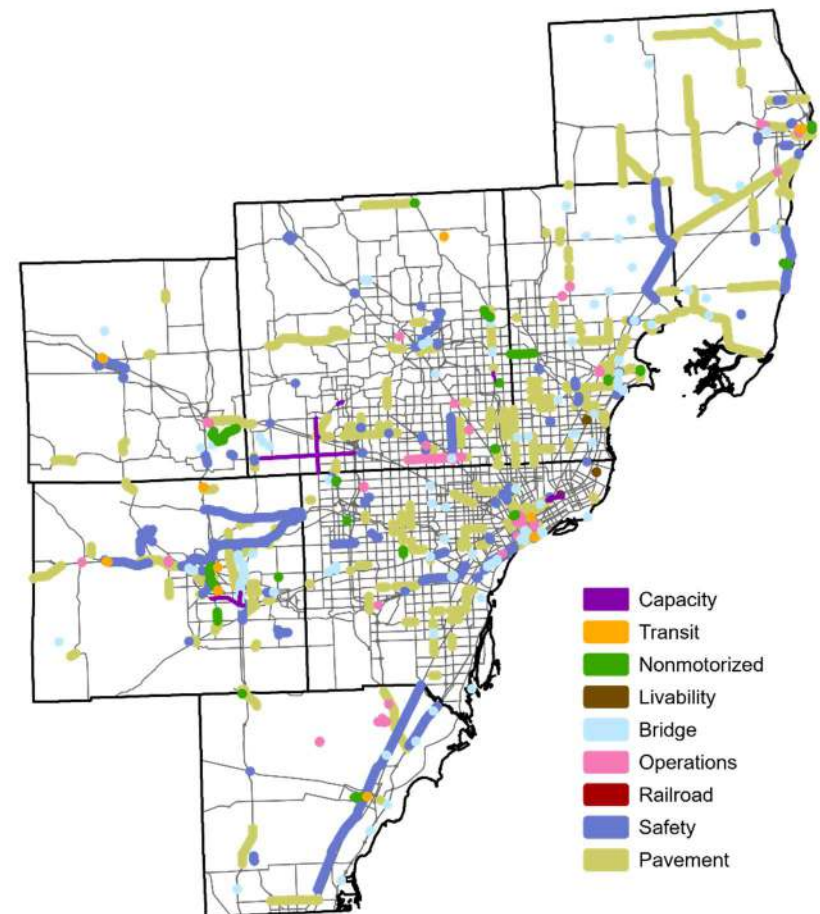 Capacity
Transit
Nonmotorized
Livability
Bridge
Operations
Railroad
Safety
Pavement